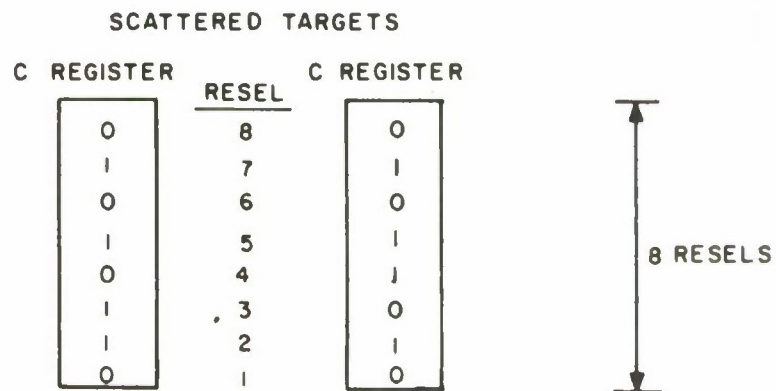 SCATTERED TARGETS
C REGISTER RESEL C REGISTER
0 8 0
1 7 1
0 6 0
1 5 1
0 4 1
1 3 0
1 2 1
0 1 0
8 RESELS